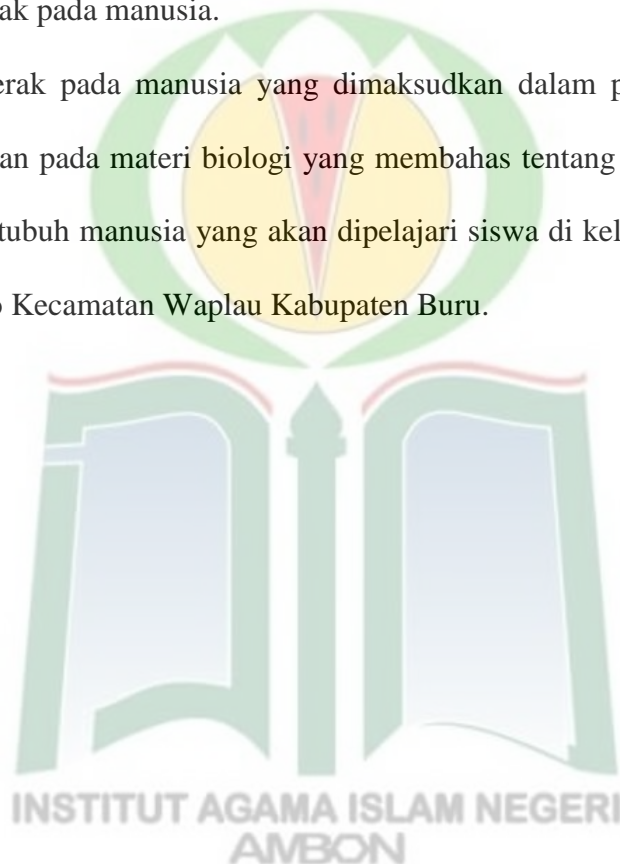 ak pada manusia.
erak pada manusia yang dimaksudkan dalam p
an pada materi biologi yang membahas tentang
tubuh manusia yang akan dipelajari siswa di kel
Kecamatan Waplau Kabupaten Buru.
INSTITUT AGAMA ISLAM NEGERI
AMBON